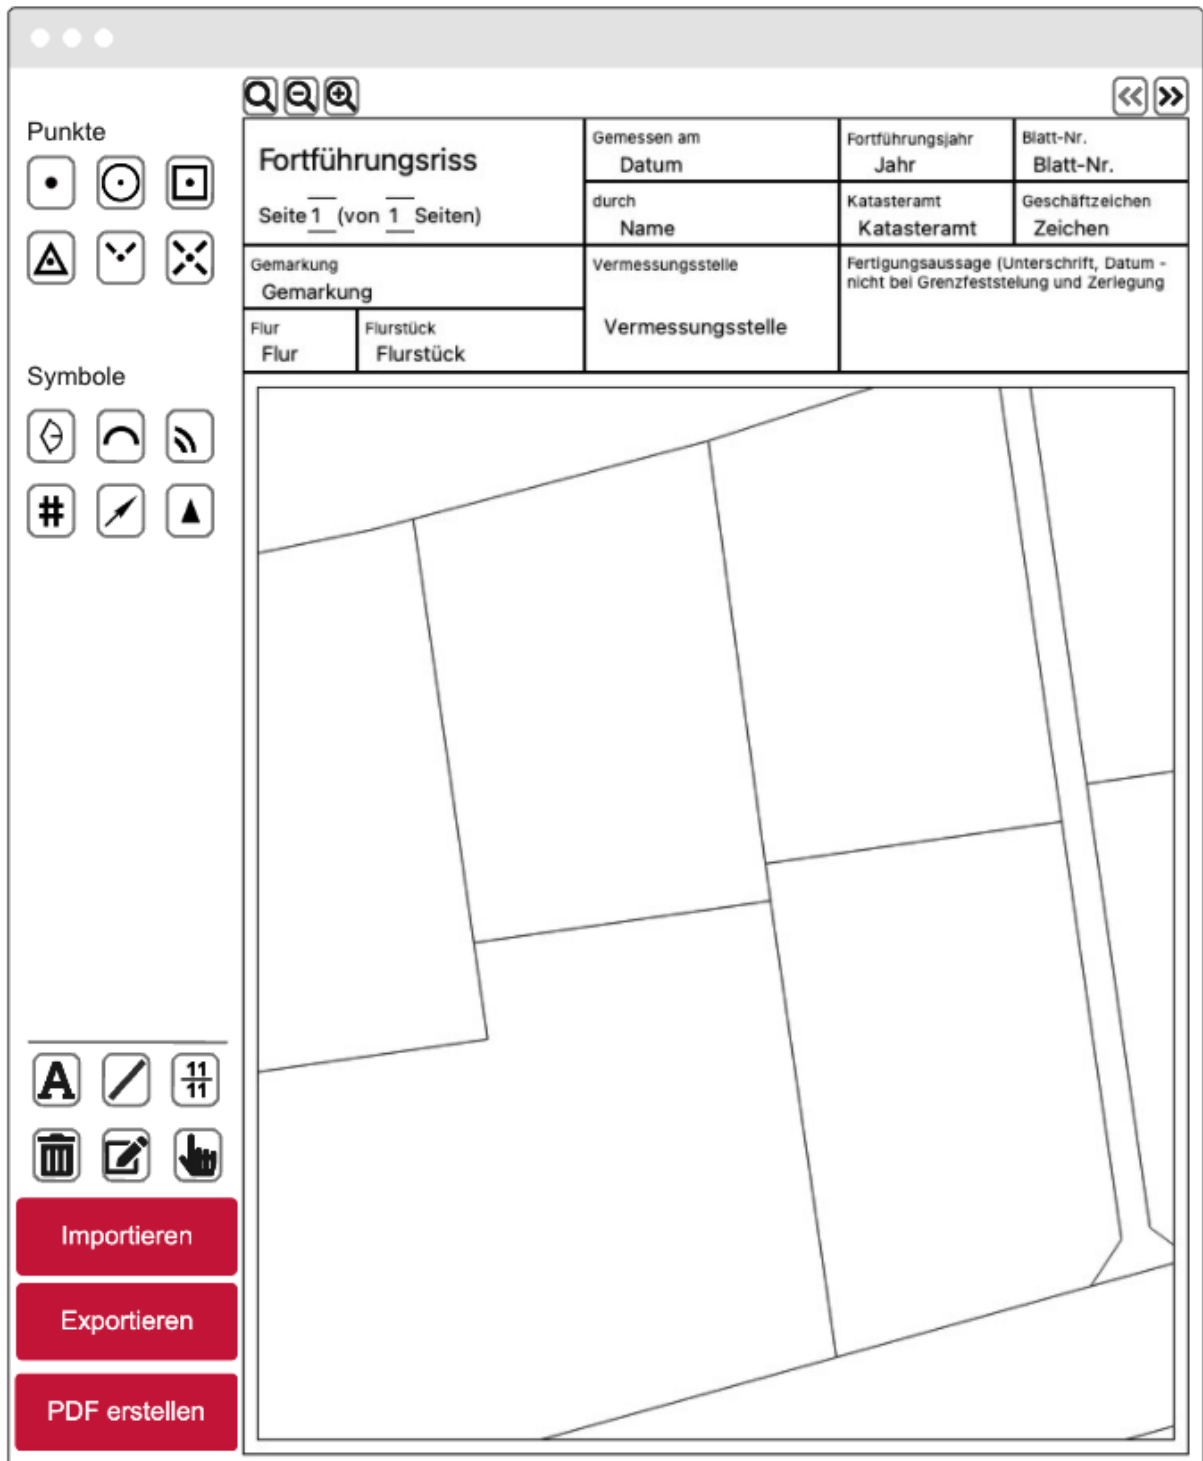 Punkte
Symbole
A
11
11
Importieren
Exportieren
PDF erstellen
Fortführungsriss
Seite 1 (von 1 Seiten)
Gemessen am
Datum
Fortführungsjahr
Jahr
Blatt-Nr.
Blatt-Nr.
durch
Name
Katasteramt
Katasteramt
Geschäftzeichen
Zeichen
Gemarkung
Gemarkung
Vermessungsstelle
Vermessungsstelle
Fertigungsaussage (Unterschrift, Datum -
nicht bei Grenzfeststelung und Zerlegung
Flur
Flur
Flurstück
Flurstück